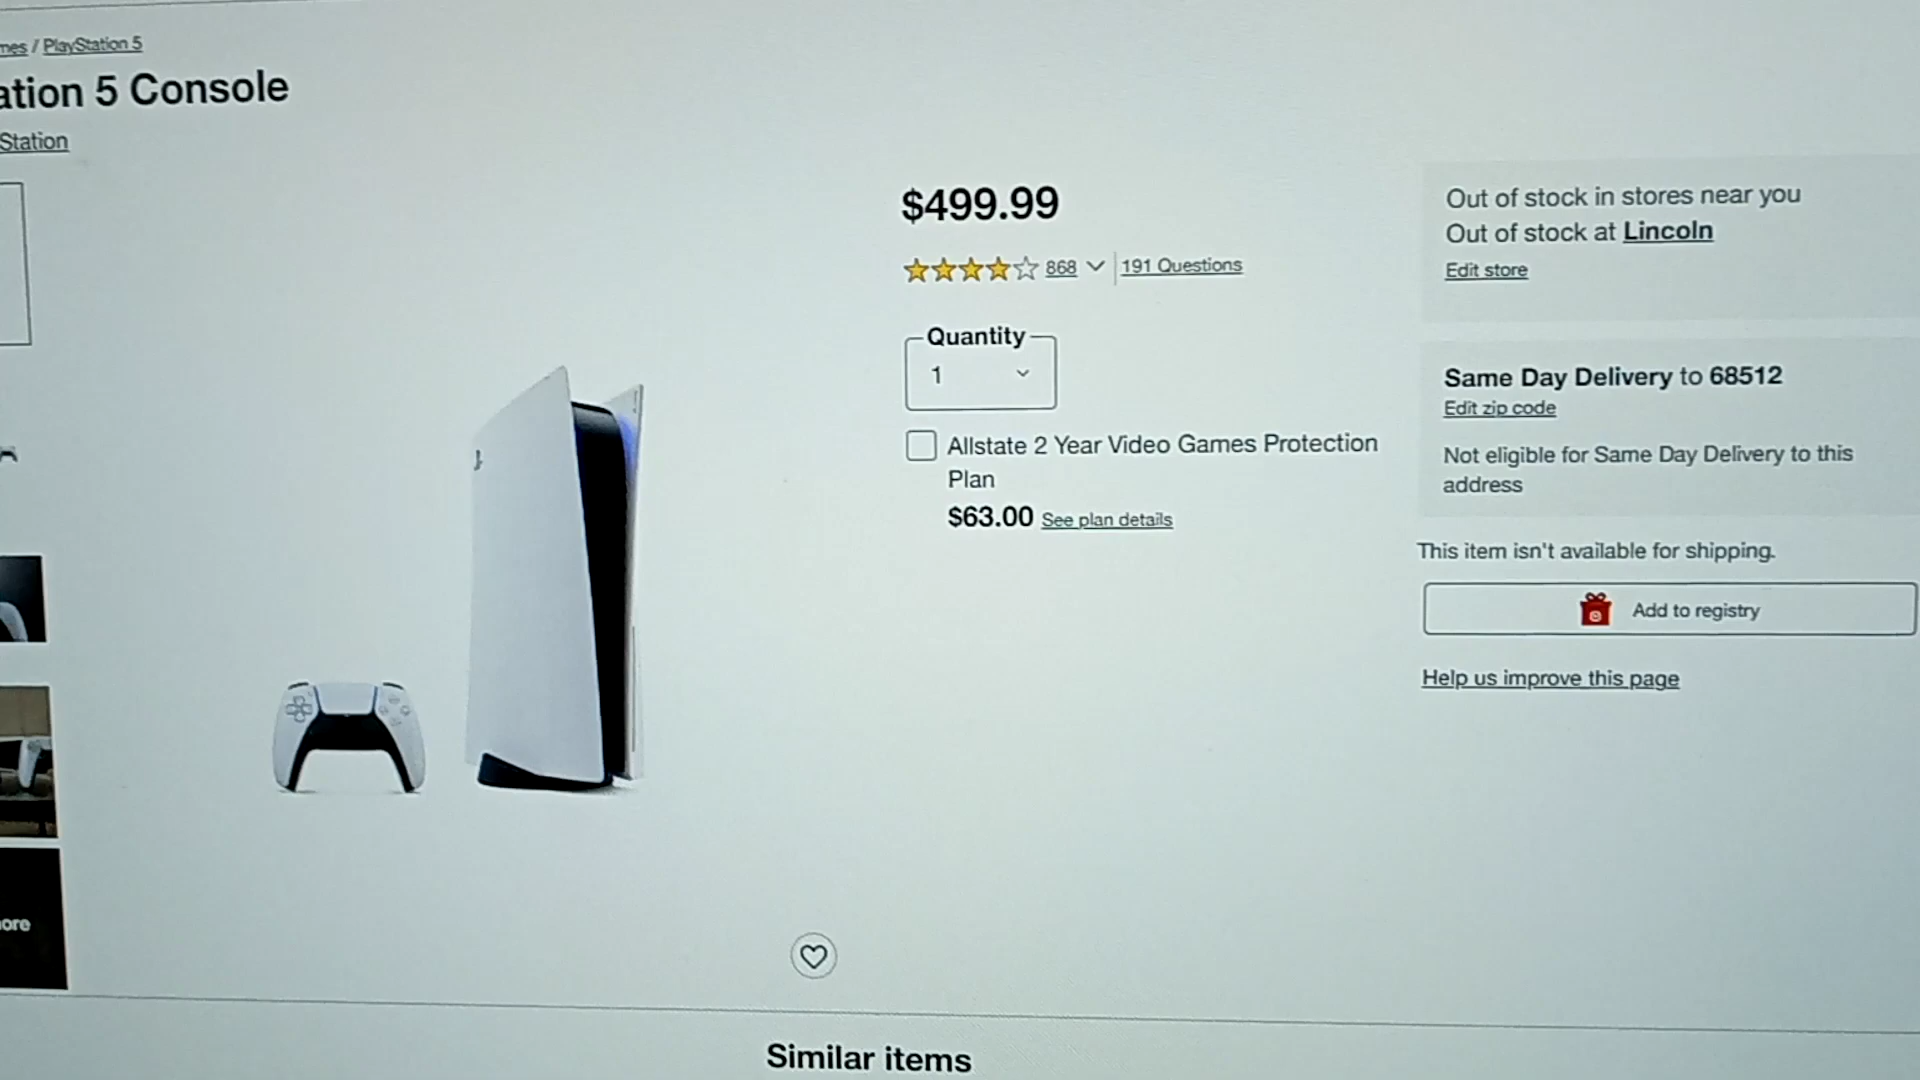 / PlayStation 5
5 Console
Station
$499.99
868
191 Questions
Quantity
1
Allstate 2 Year Video Games Protection
Plan
$63.00 See plan details
Out of stock in stores near you
Out of stock at Lincoln
Edit store
Same Day Delivery to 68512
Edit zip code
Not eligible for Same Day Delivery to this
address
This item isn't available for shipping.
Add to registry
Help us improve this page
Similar items